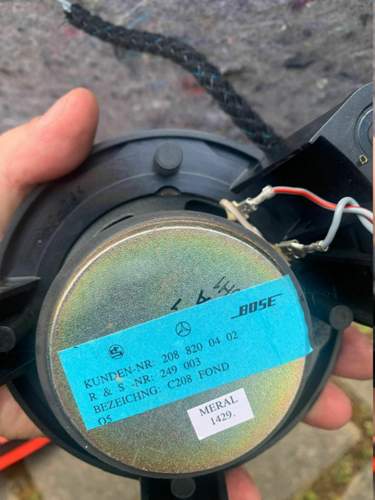 BOSE
KUNDEN-NR: 208 820 04 02
R & S -NR: 249 003
BEZEICHNG: C208 FOND
05
MERAL
1429.